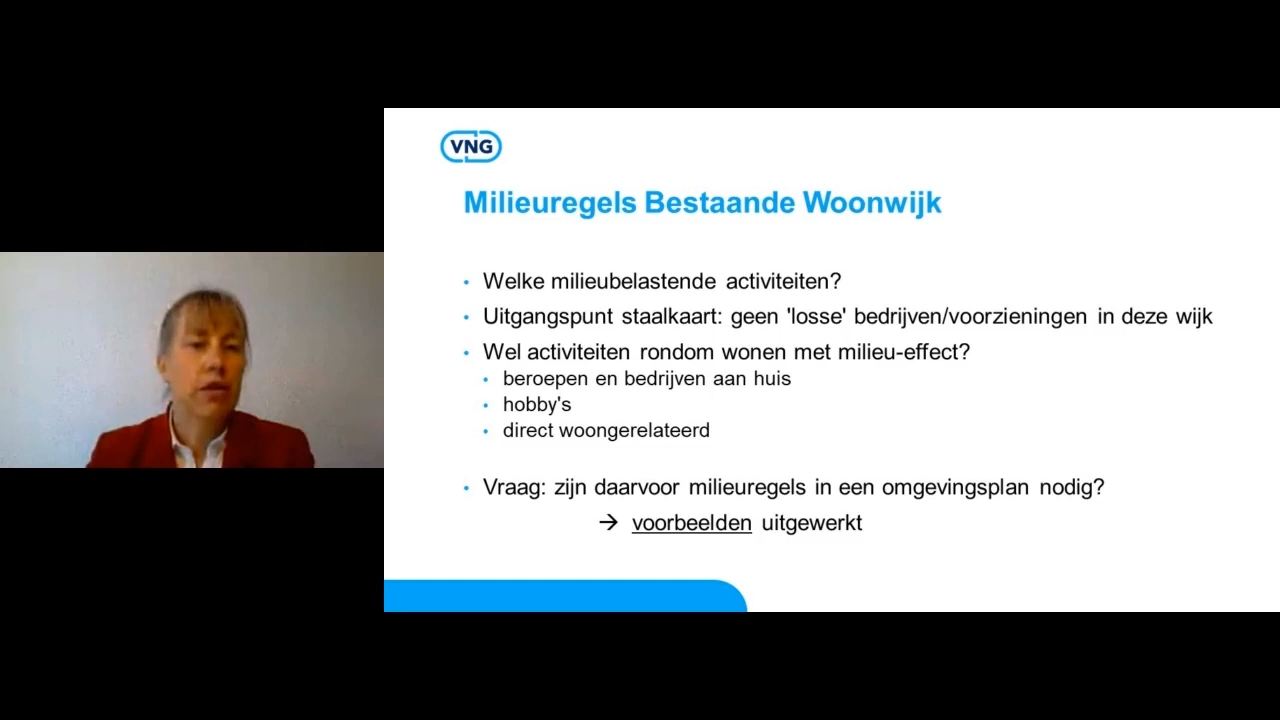 VNG
Milieuregels Bestaande Woonwijk
• Welke milieubelastende activiteiten?
• Uitgangspunt staalkaart: geen 'losse' bedrijven/voorzieningen in deze wijk
• Wel activiteiten rondom wonen met milieu-effect?
• beroepen en bedrijven aan huis
• hobby's
• direct woongerelateerd
• Vraag: zijn daarvoor milieuregels in een omgevingsplan nodig?
→ voorbeelden uitgewerkt